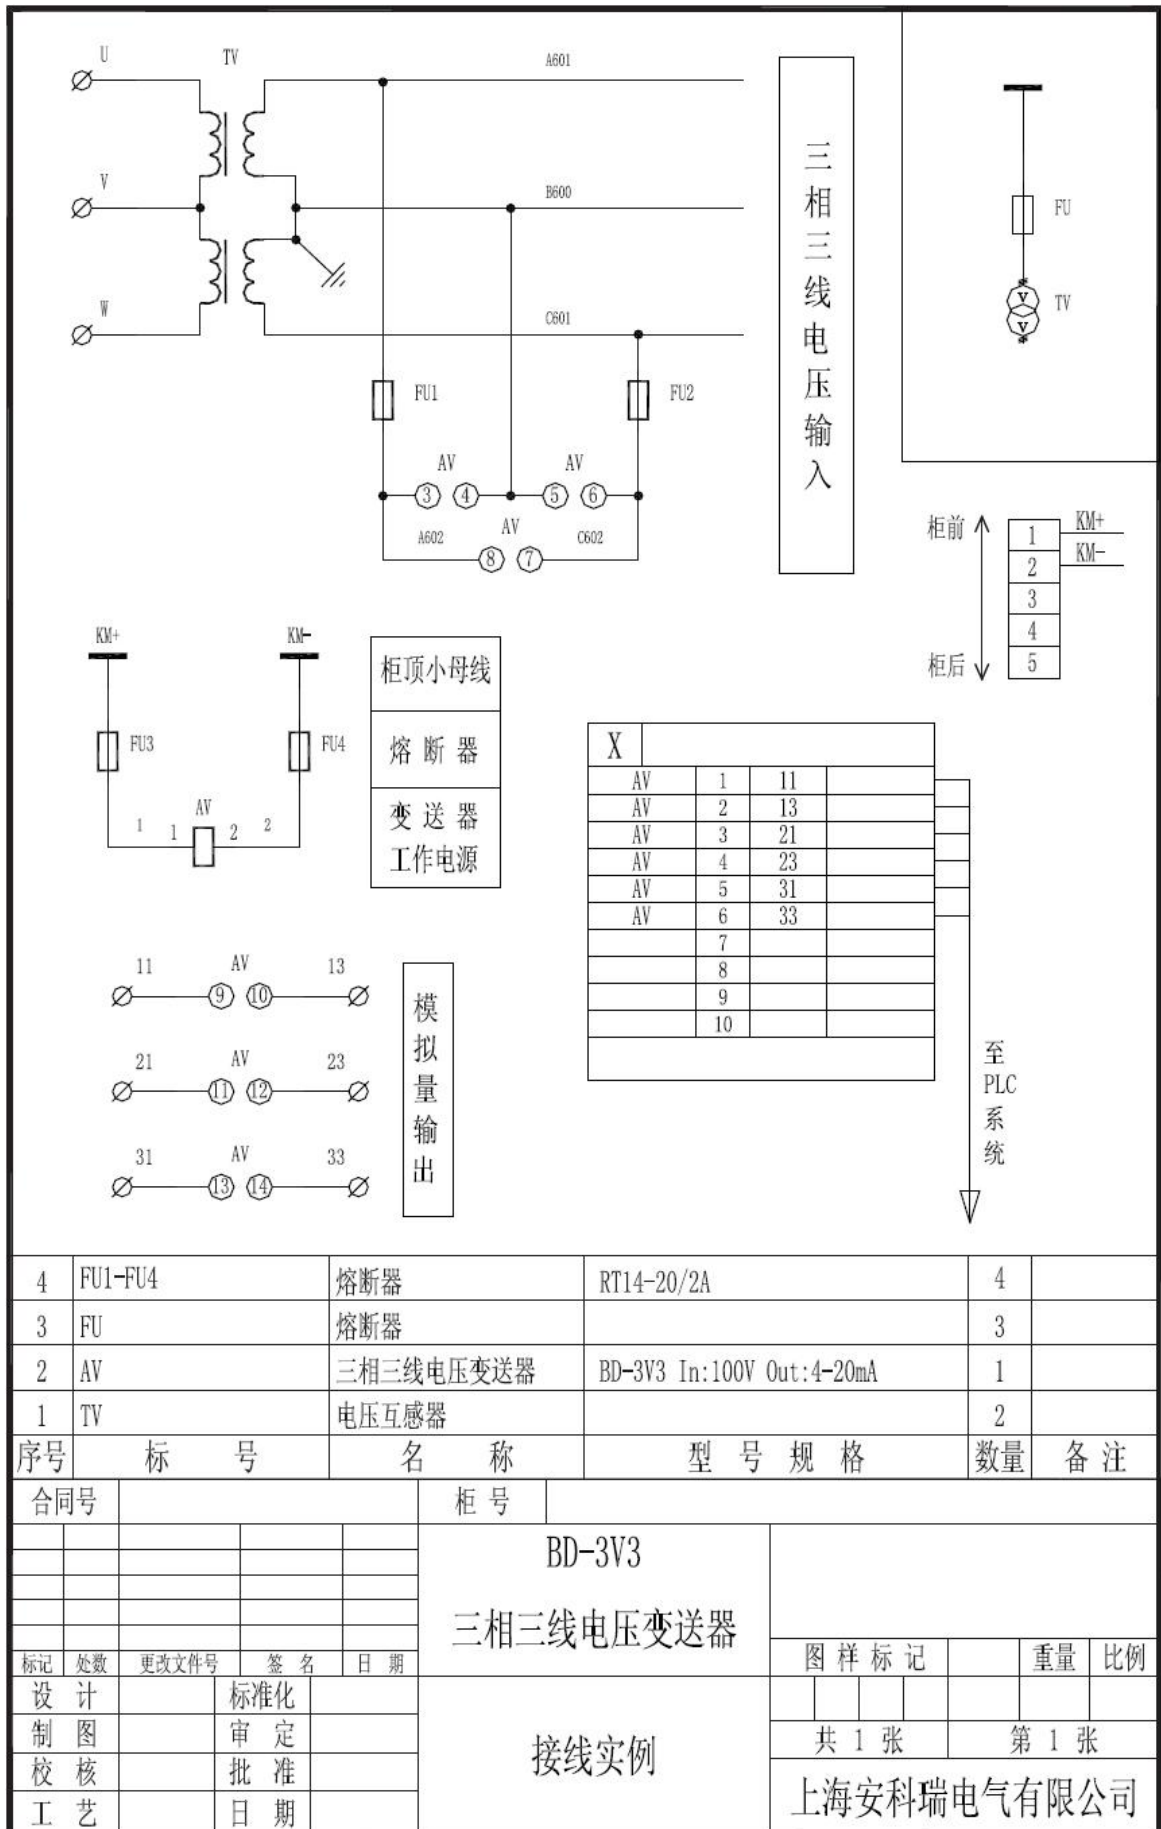 U
TV
A601
V
B600
W
C601
FU1
FU2
AV
AV
3
4
5
6
A602
AV
C602
8
7
三相三线电压输入
FU
V
V
TV
柜前
柜后
1
2
3
4
5
KM+
KM-
KM+
KM-
FU3
FU4
AV
1
1
2
2
柜顶小母线
熔断器
变送器
工作电源
X
AV 1 11
AV 2 13
AV 3 21
AV 4 23
AV 5 31
AV 6 33
7
8
9
10
至PLC系统
11 AV 13
9 10
21 AV 23
11 12
31 AV 33
13 14
模拟量输出
4 FU1-FU4 熔断器 RT14-20/2A 4
3 FU 熔断器 3
2 AV 三相三线电压变送器 BD-3V3 In:100V Out:4-20mA 1
1 TV 电压互感器 2
序号 标号 名称 型号规格 数量 备注
合同号 柜号
BD-3V3
三相三线电压变送器
标记 处数 更改文件号 签名 日期
图样标记 重量 比例
设计 标准化
制图 审定
校核 批准
工艺 日期
接线实例
共 1 张 第 1 张
上海安科瑞电气有限公司